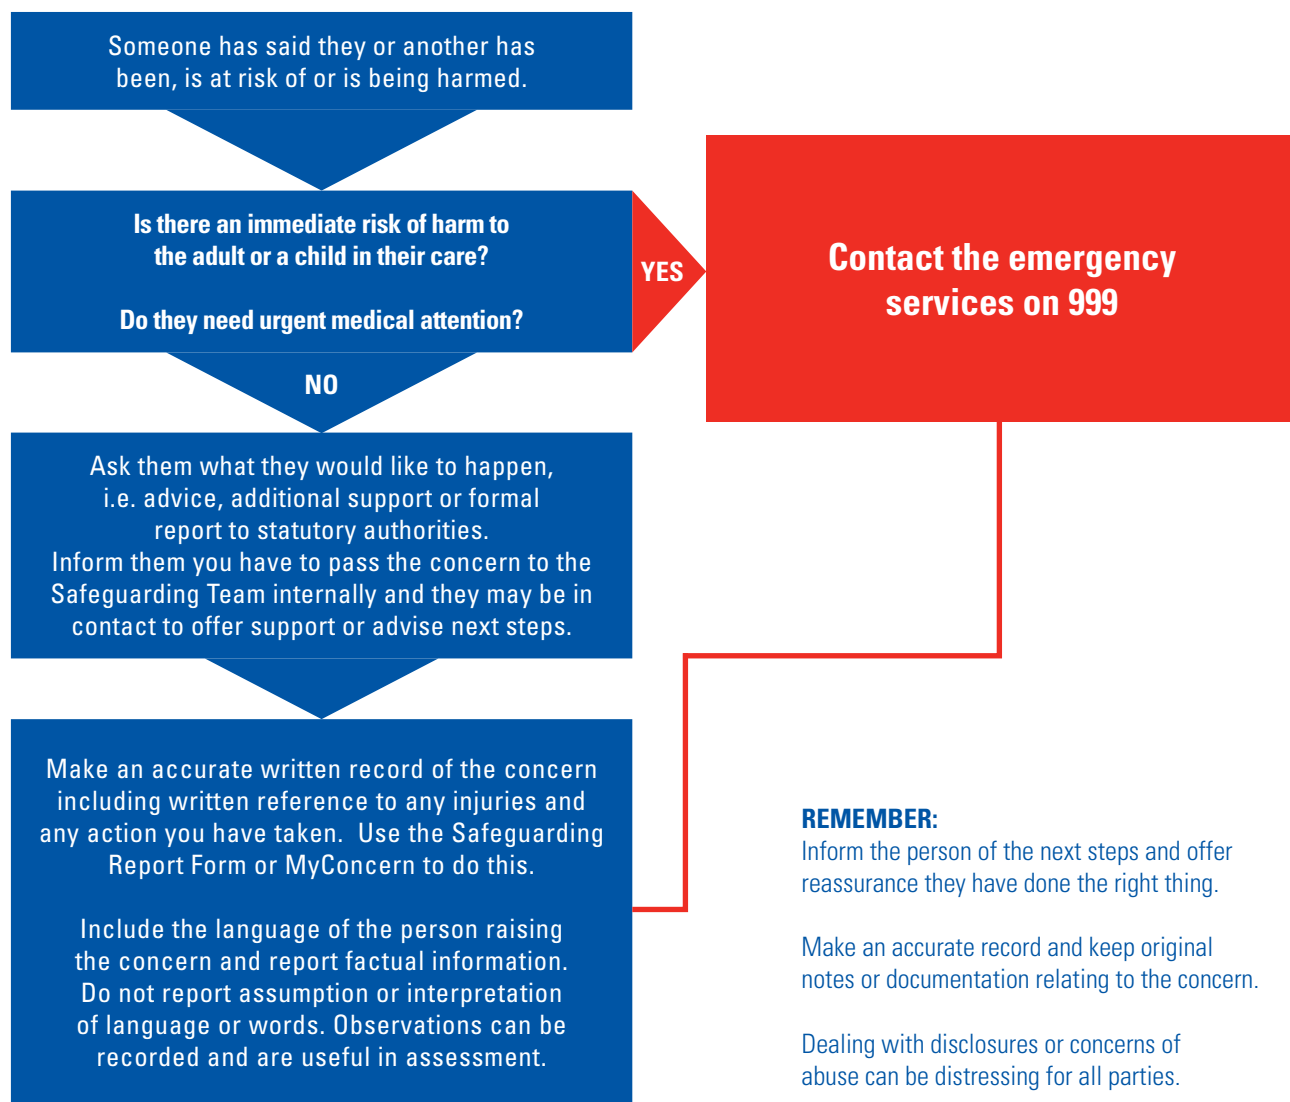 Someone has said they or another has
been, is at risk of or is being harmed.
Is there an immediate risk of harm to
the adult or a child in their care?
Do they need urgent medical attention?
YES
Contact the emergency
services on 999
NO
Ask them what they would like to happen,
i.e. advice, additional support or formal
report to statutory authorities.
Inform them you have to pass the concern to the
Safeguarding Team internally and they may be in
contact to offer support or advise next steps.
Make an accurate written record of the concern
including written reference to any injuries and
any action you have taken.  Use the Safeguarding
Report Form or MyConcern to do this.
Include the language of the person raising
the concern and report factual information.
Do not report assumption or interpretation
of language or words. Observations can be
recorded and are useful in assessment.
REMEMBER:
Inform the person of the next steps and offer
reassurance they have done the right thing.
Make an accurate record and keep original
notes or documentation relating to the concern.
Dealing with disclosures or concerns of
abuse can be distressing for all parties.